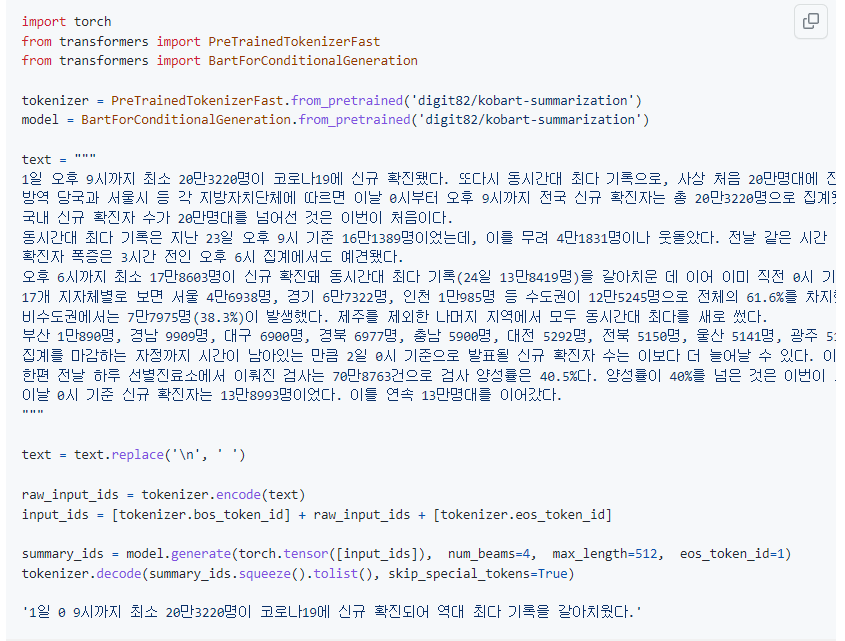 import torch
from transformers import PreTrainedTokenizerFast
from transformers import BartForConditionalGeneration
tokenizer = PreTrainedTokenizerFast.from_pretrained('digit82/kobart-summarization')
model = BartForConditionalGeneration.from_pretrained('digit82/kobart-summarization')
text = """
1일 오후 9시까지 최소 20만3220명이 코로나19에 신규 확진됐다. 또다시 동시간대 최다 기록으로, 사상 처음 20만명대에
방역 당국과 서울시 등 각 지방자치단체에 따르면 이날 0시부터 오후 9시까지 전국 신규 확진자는 총 20만3220명으로
국내 신규 확진자 수가 20만명대를 넘어선 것은 이번이 처음이다.
동시간대 최다 기록은 지난 23일 오후 9시 기준 16만1389명이었는데, 이를 무려 4만1831명이나 웃돌았다. 전날 같은 시간
확진자 폭증은 3시간 전인 오후 6시 집계에서도 예견됐다.
오후 6시까지 최소 17만8603명이 신규 확진돼 동시간대 최다 기록(24일 13만8419명)을 갈아치운 데 이어 이미 직전 0시 기
17개 지자체별로 보면 서울 4만6938명, 경기 6만7322명, 인천 1만985명 등 수도권이 12만5245명으로 전체의 61.6%를
비수도권에서는 7만7975명(38.3%)이 발생했다. 제주를 제외한 나머지 지역에서 모두 동시간대 최다를 새로 썼다.
부산 1만890명, 경남 9909명, 대구 6900명, 경북 6977명, 충남 5900명, 대전 5292명, 전북 5150명, 울산 5141명, 광주
집계를 마감하는 자정까지 시간이 남아있는 만큼 2일 0시 기준으로 발표될 신규 확진자 수는 이보다 더 늘어날 수 있다. 이
한편 전날 하루 선별진료소에서 이뤄진 검사는 70만8763건으로 검사 양성률은 40.5%다. 양성률이 40%를 넘은 것은 이번이
이날 0시 기준 신규 확진자는 13만8993명이었다. 이틀 연속 13만명대를 이어갔다.
"""
text = text.replace('\n', ' ')
raw_input_ids = tokenizer.encode(text)
input_ids = [tokenizer.bos_token_id] + raw_input_ids + [tokenizer.eos_token_id]
summary_ids = model.generate(torch.tensor([input_ids]),  num_beams=4,  max_length=512,  eos_token_id=1)
tokenizer.decode(summary_ids.squeeze().tolist(), skip_special_tokens=True)
'1일 0 9시까지 최소 20만3220명이 코로나19에 신규 확진되어 역대 최다 기록을 갈아치웠다.'